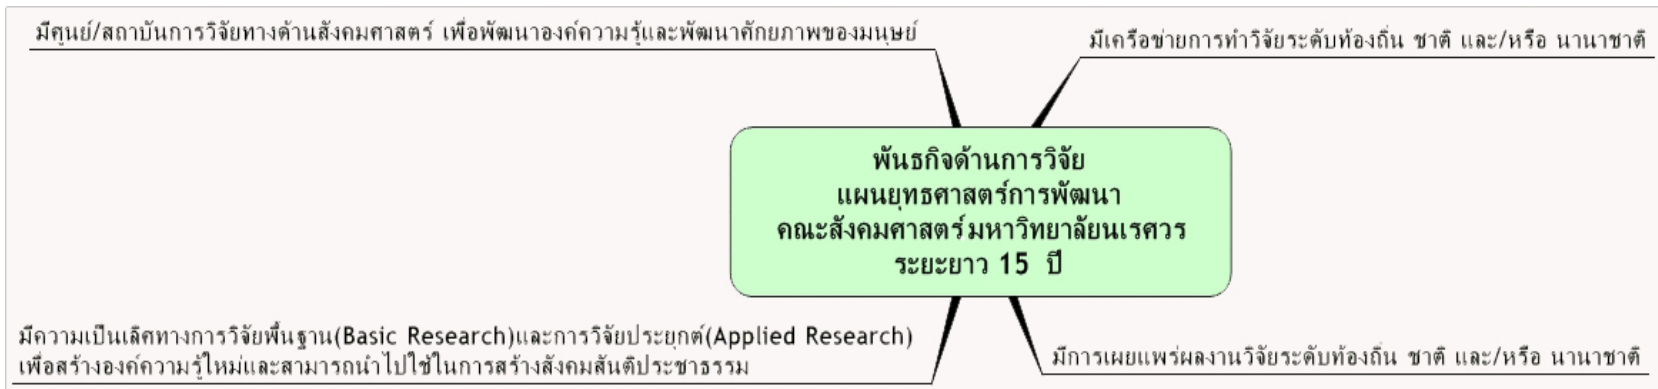 มีศูนย์/สถาบันการวิจัยทางด้านสังคมศาสตร์ เพื่อพัฒนาองค์ความรู้และพัฒนาศักยภาพของมนุษย์
มีเครือข่ายการทำวิจัยระดับท้องถิ่น ชาติ และ/หรือ นานาชาติ
พันธกิจด้านการวิจัย
แผนยุทธศาสตร์การพัฒนา
คณะสังคมศาสตร์มหาวิทยาลัยนเรศวร
ระยะยาว 15 ปี
มีความเป็นเลิศทางการวิจัยพื้นฐาน(Basic Research)และการวิจัยประยุกต์(Applied Research)
เพื่อสร้างองค์ความรู้ใหม่และสามารถนำไปใช้ในการสร้างสังคมสันติประชาธรรม
มีการเผยแพร่ผลงานวิจัยระดับท้องถิ่น ชาติ และ/หรือ นานาชาติ